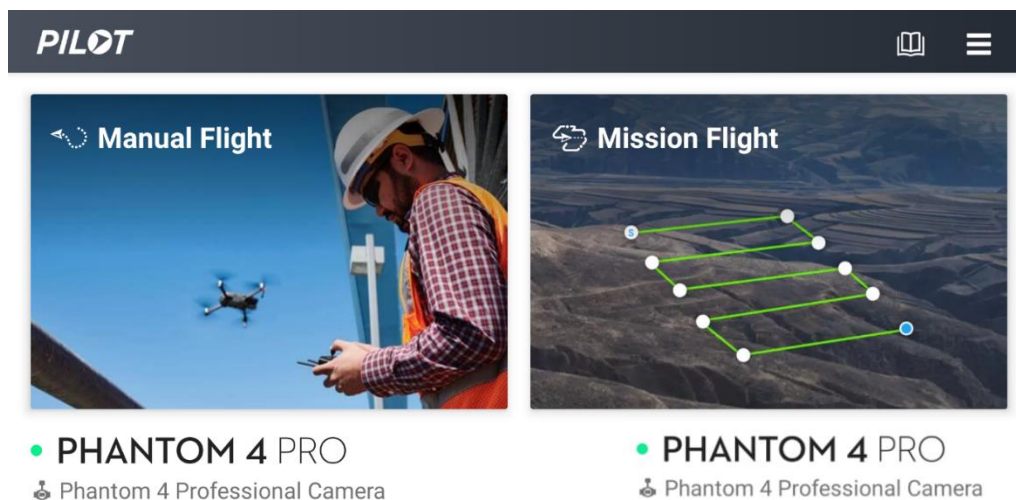 PILOT
Manual Flight
Mission Flight
S
PHANTOM 4 PRO
Phantom 4 Professional Camera
PHANTOM 4 PRO
Phantom 4 Professional Camera